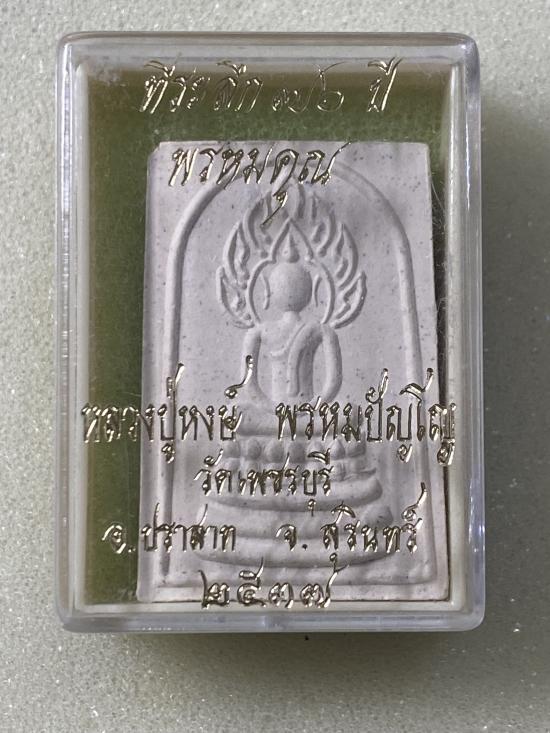 ที่ระลึก ๗๖ ปี
พรหมคุณ
หลวงปู่หงษ์ พรหมปัญโญ
วัดเพชรบุรี
อ.ปราสาท จ.สุรินทร์
๒๕๓๗